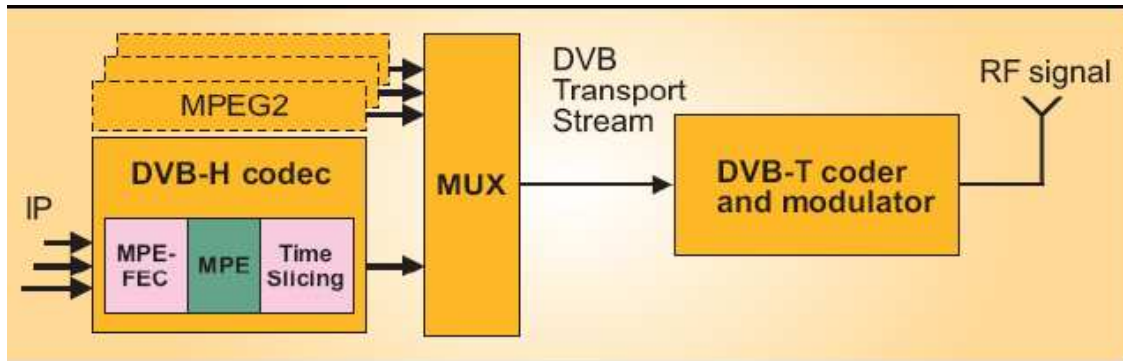 MPEG2
DVB-H codec
IP
MPE-
FEC
MPE
Time
Slicing
MUX
DVB
Transport
Stream
DVB-T coder
and modulator
RF signal